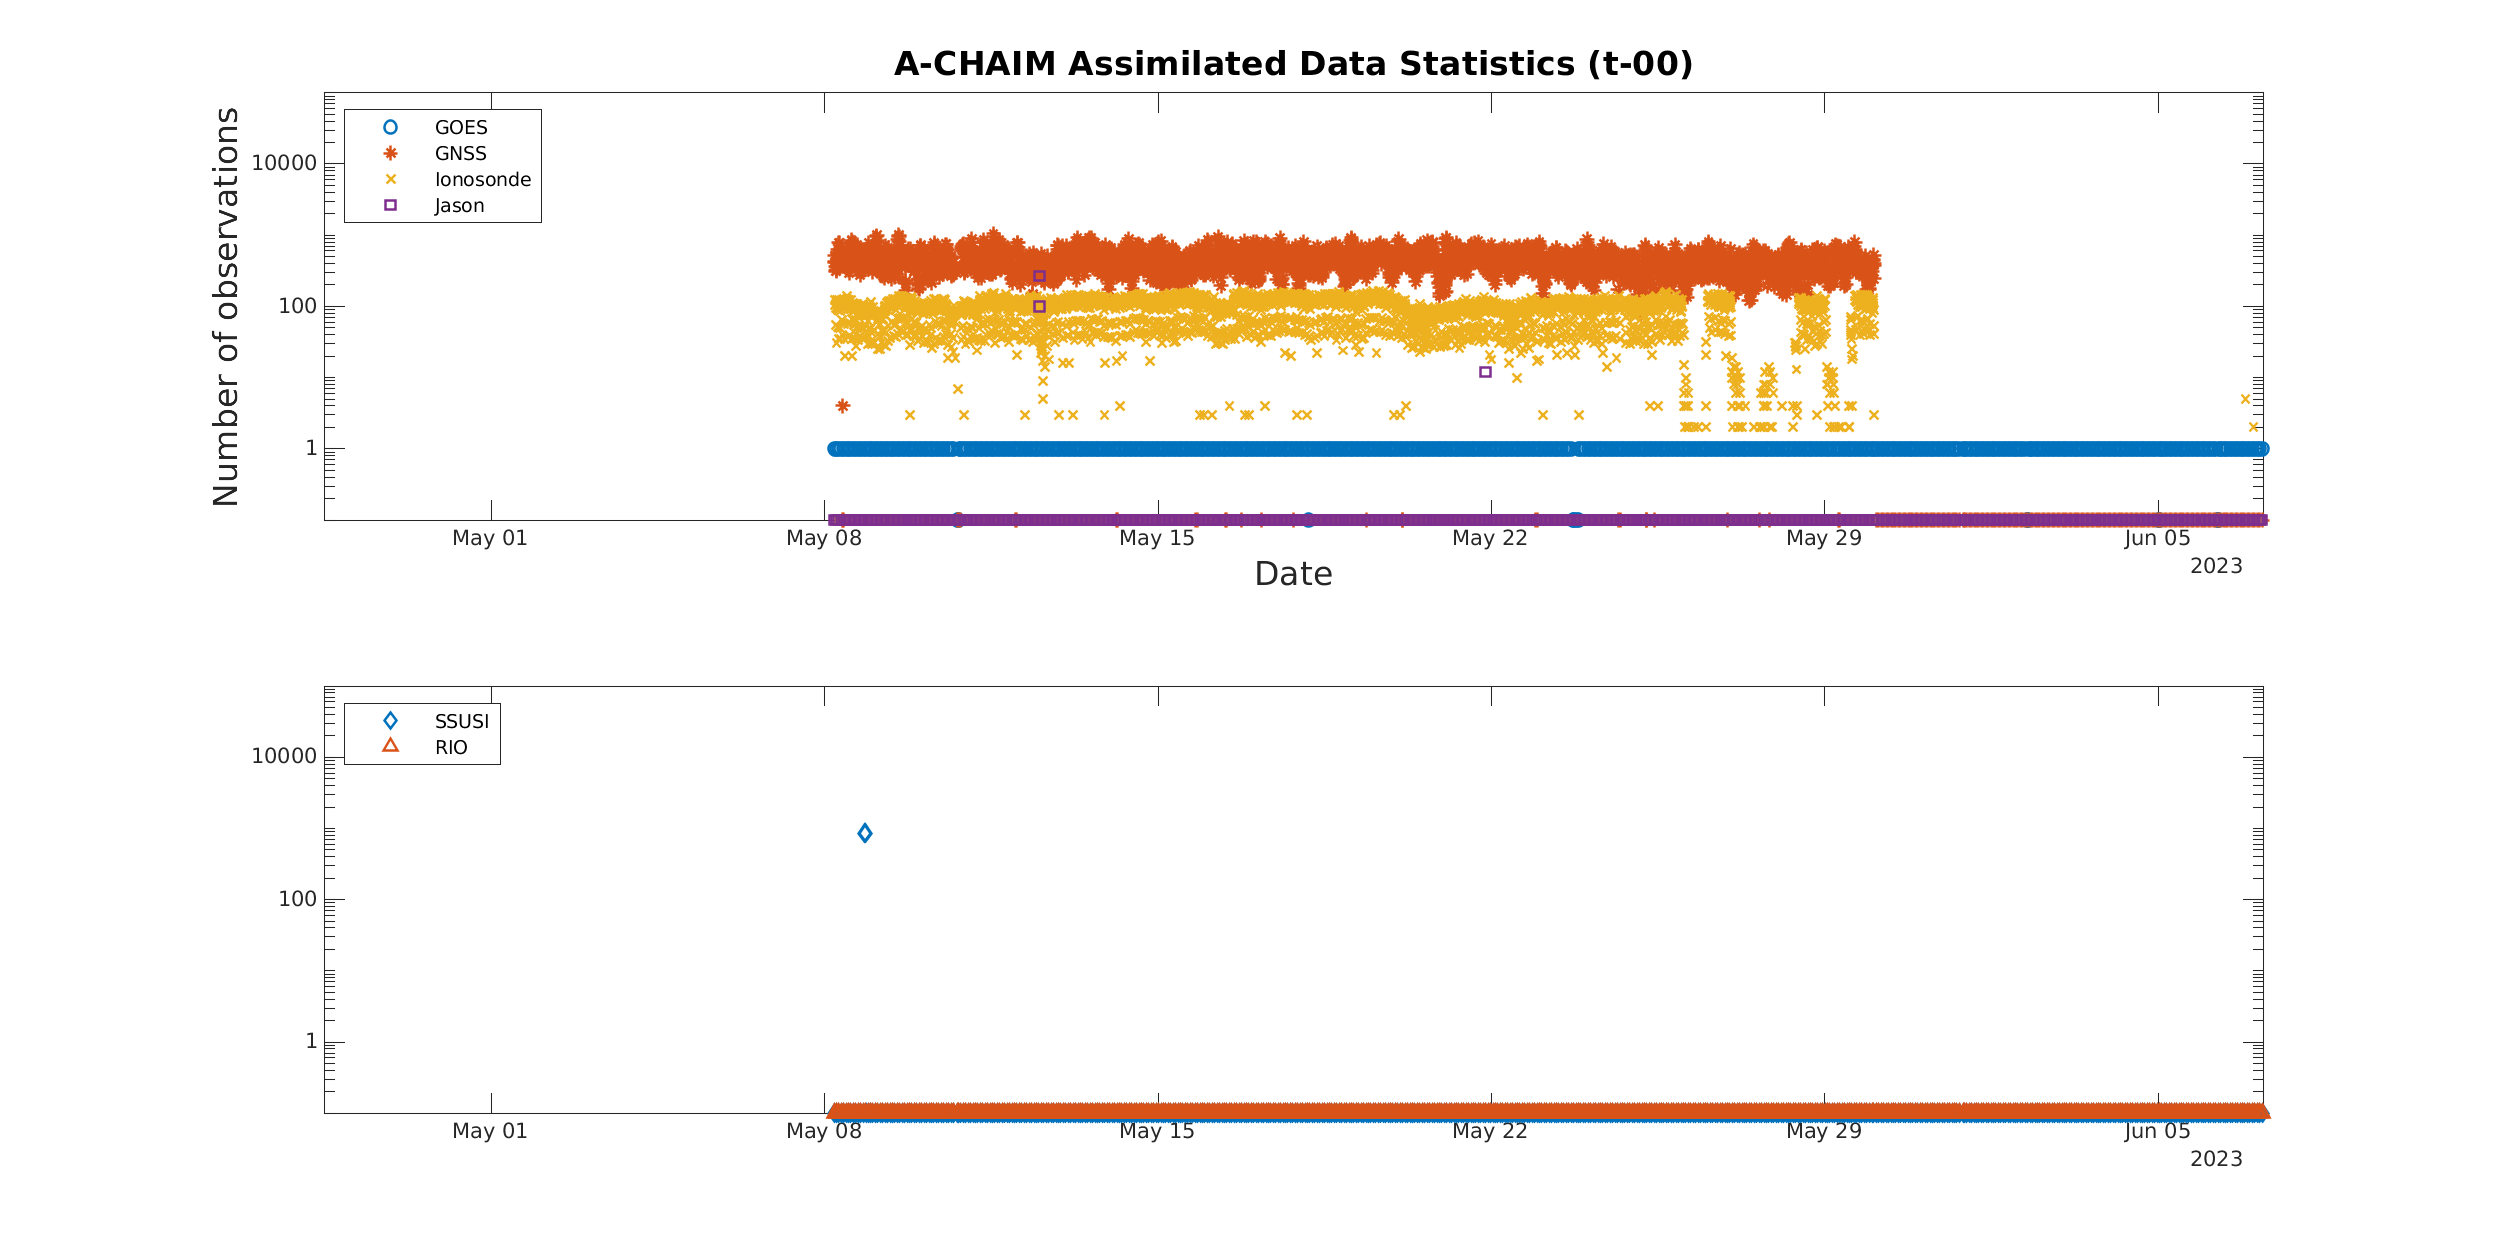 A-CHAIM Assimilated Data Statistics (t-00)
GOES
GNSS
Ionosonde
Jason
Number of observations
10000
100
1
May 01 May 08 May 15 May 22 May 29 Jun 05
2023
Date
SSUSI
RIO
10000
100
1
May 01 May 08 May 15 May 22 May 29 Jun 05
2023